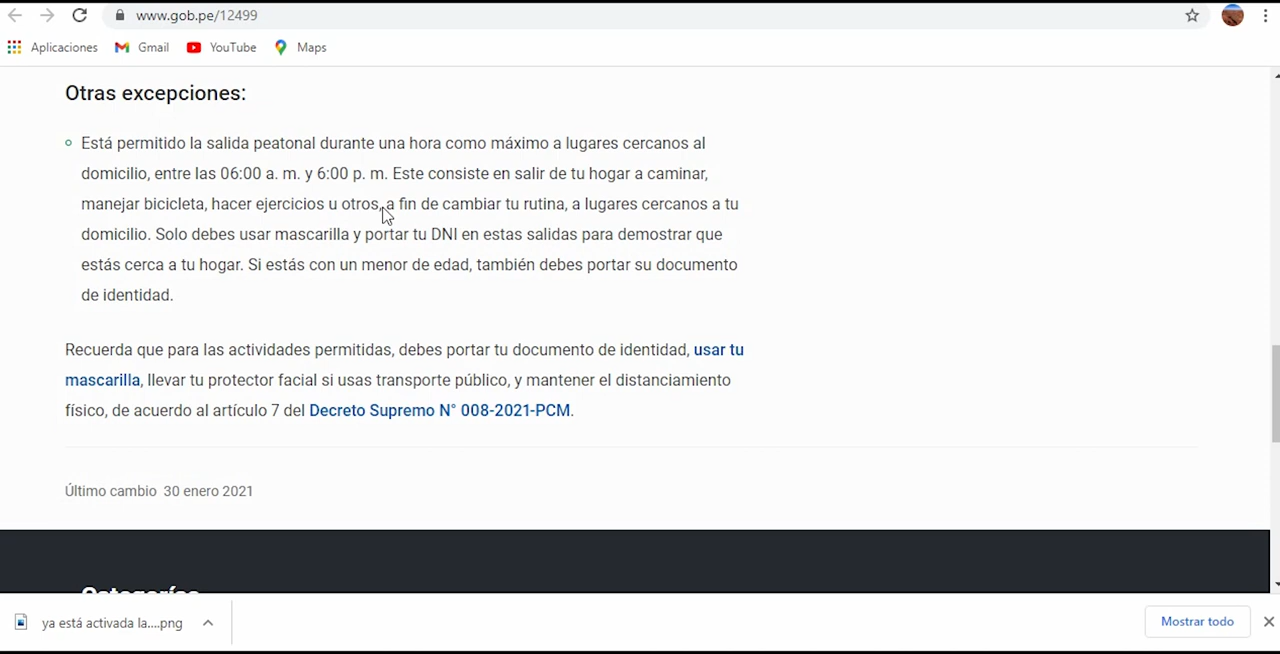 www.gob.pe/12499
Aplicaciones Gmail YouTube Maps
Otras excepciones:
Está permitido la salida peatonal durante una hora como máximo a lugares cercanos al
domicilio, entre las 06:00 a. m. y 6:00 p. m. Este consiste en salir de tu hogar a caminar,
manejar bicicleta, hacer ejercicios u otros, a fin de cambiar tu rutina, a lugares cercanos a tu
domicilio. Solo debes usar mascarilla y portar tu DNI en estas salidas para demostrar que
estás cerca a tu hogar. Si estás con un menor de edad, también debes portar su documento
de identidad.
Recuerda que para las actividades permitidas, debes portar tu documento de identidad, usar tu
mascarilla, llevar tu protector facial si usas transporte público, y mantener el distanciamiento
físico, de acuerdo al artículo 7 del Decreto Supremo N° 008-2021-PCM.
Último cambio 30 enero 2021
Categorías
ya está activada la....png
Mostrar todo